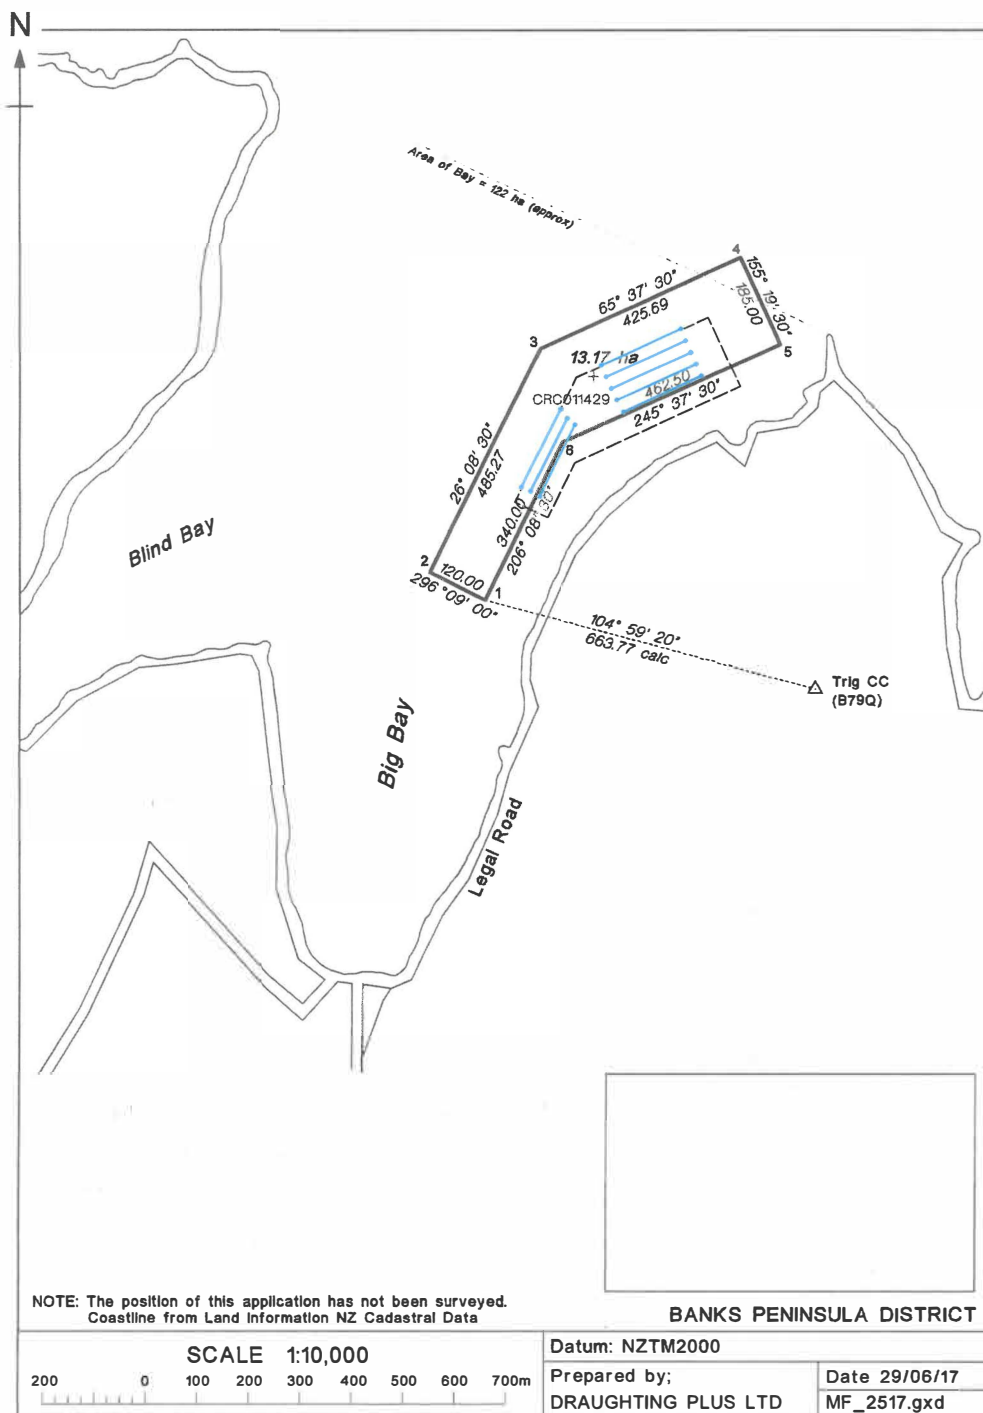 N
Area of Bay = 122 ha (approx)
4
155° 19' 30"
185.00
65° 37' 30"
425.69
3
5
13.17 ha
462.50
245° 37' 30"
CRC011429
6
26° 08' 30"
485.27
340.00
206° 08' 30"
Blind Bay
2
120.00
296°09' 00"
1
104° 59' 20"
663.77 calc
Trig CC
(B79Q)
Big Bay
Legal Road
NOTE: The position of this application has not been surveyed.
Coastline from Land Information NZ Cadastral Data
BANKS PENINSULA DISTRICT
SCALE 1:10,000
200 0 100 200 300 400 500 600 700m
Datum: NZTM2000
Prepared by;
DRAUGHTING PLUS LTD
Date 29/06/17
MF_2517.gxd